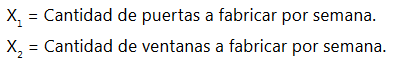 X₁ = Cantidad de puertas a fabricar por semana.
X₂ = Cantidad de ventanas a fabricar por semana.